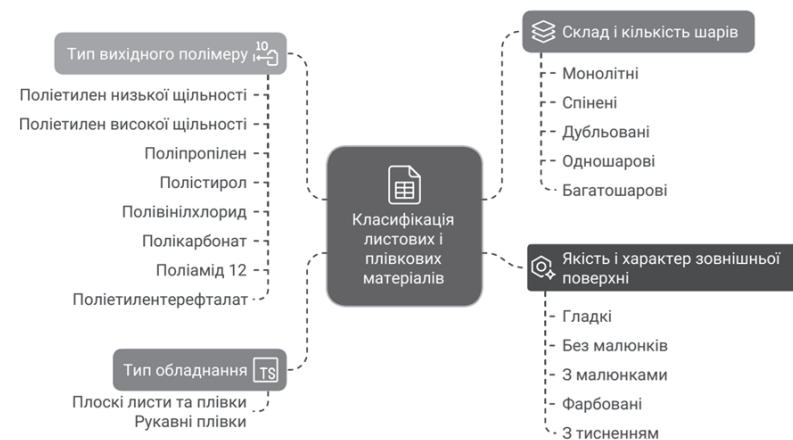 Тип вихідного полімеру
10
Поліетилен низької щільності
Поліетилен високої щільності
Поліпропілен
Полістирол
Полівінілхлорид
Полікарбонат
Поліамід 12
Поліетилентерефталат
Тип обладнання
TS
Плоскі листи та плівки
Рукавні плівки
Класифікація
листових і
плівкових
матеріалів
Склад і кількість шарів
Монолітні
Спінені
Дубльовані
Одношарові
Багатошарові
Якість і характер зовнішньої
поверхні
Гладкі
Без малюнків
З малюнками
Фарбовані
З тисненням